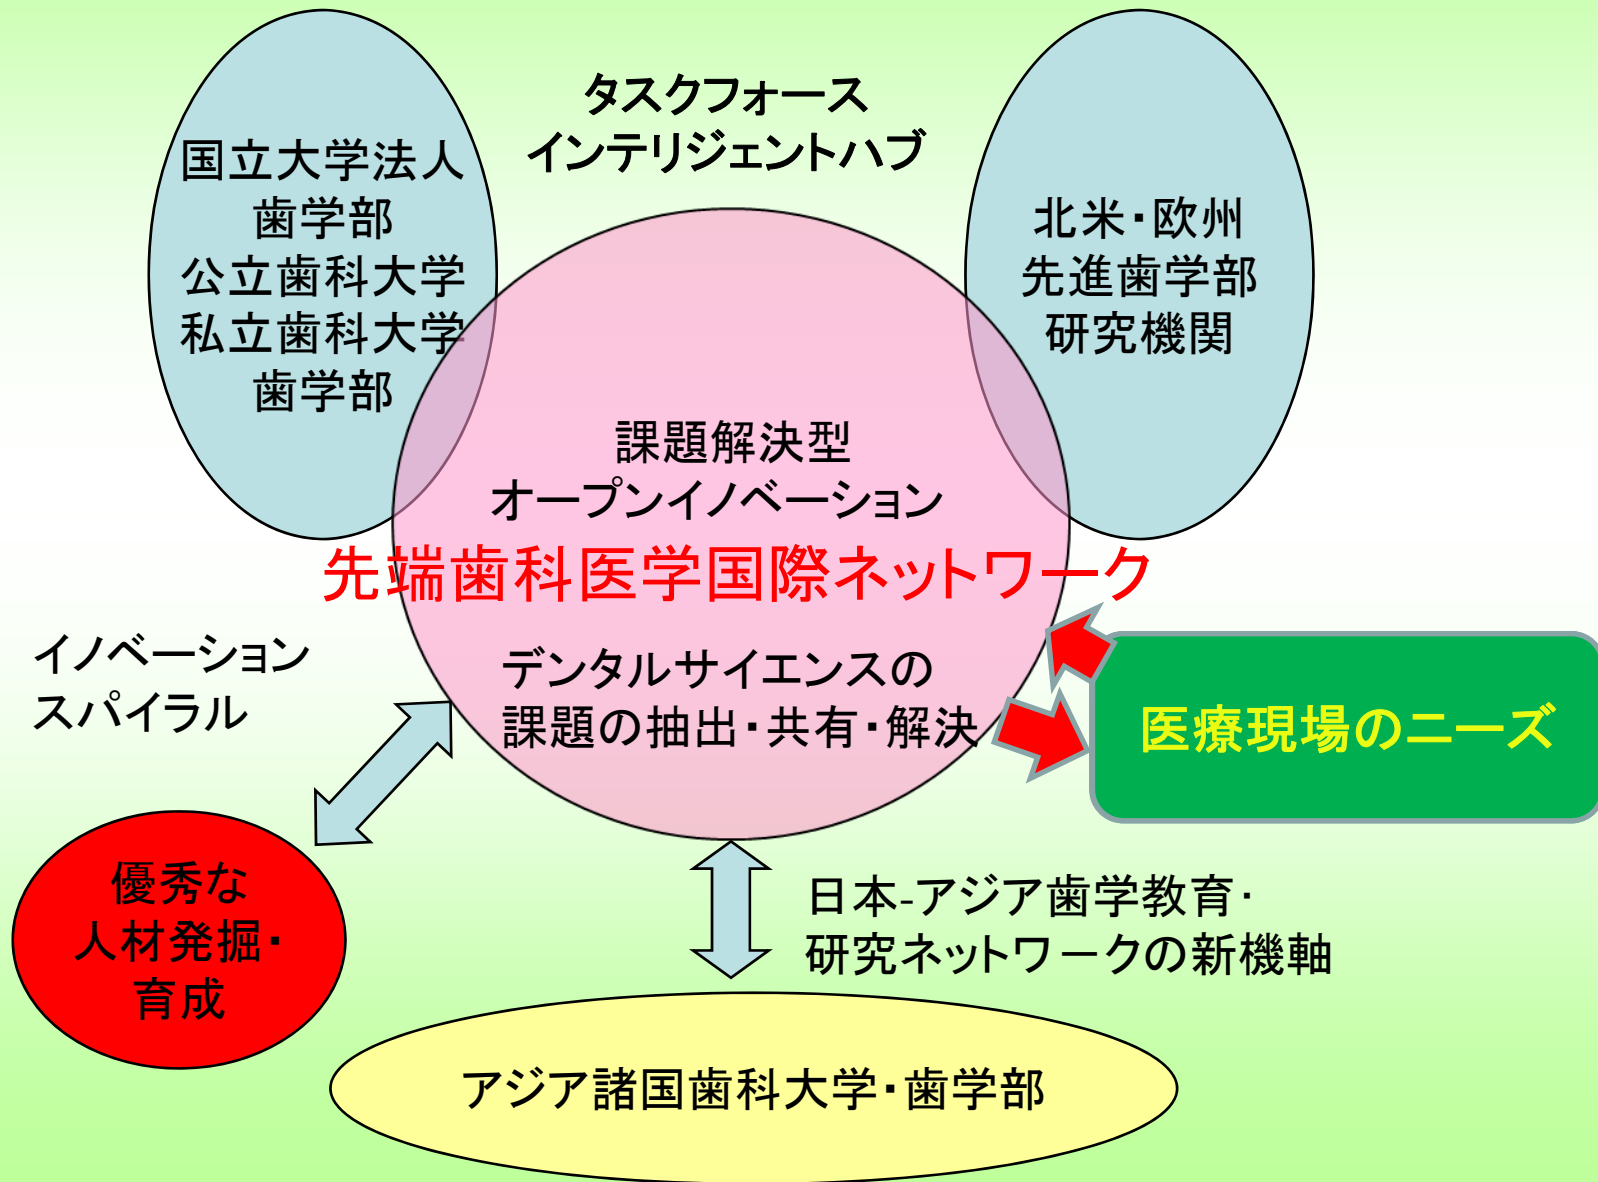 タスクフォース
インテリジェントハブ
国立大学法人
歯学部
公立歯科大学
私立歯科大学
歯学部
北米・欧州
先進歯学部
研究機関
課題解決型
オープンイノベーション
先端歯科医学国際ネットワーク
イノベーション
スパイラル
デンタルサイエンスの
課題の抽出・共有・解決
医療現場のニーズ
優秀な
人材発掘・
育成
日本-アジア歯学教育・
研究ネットワークの新機軸
アジア諸国歯科大学・歯学部